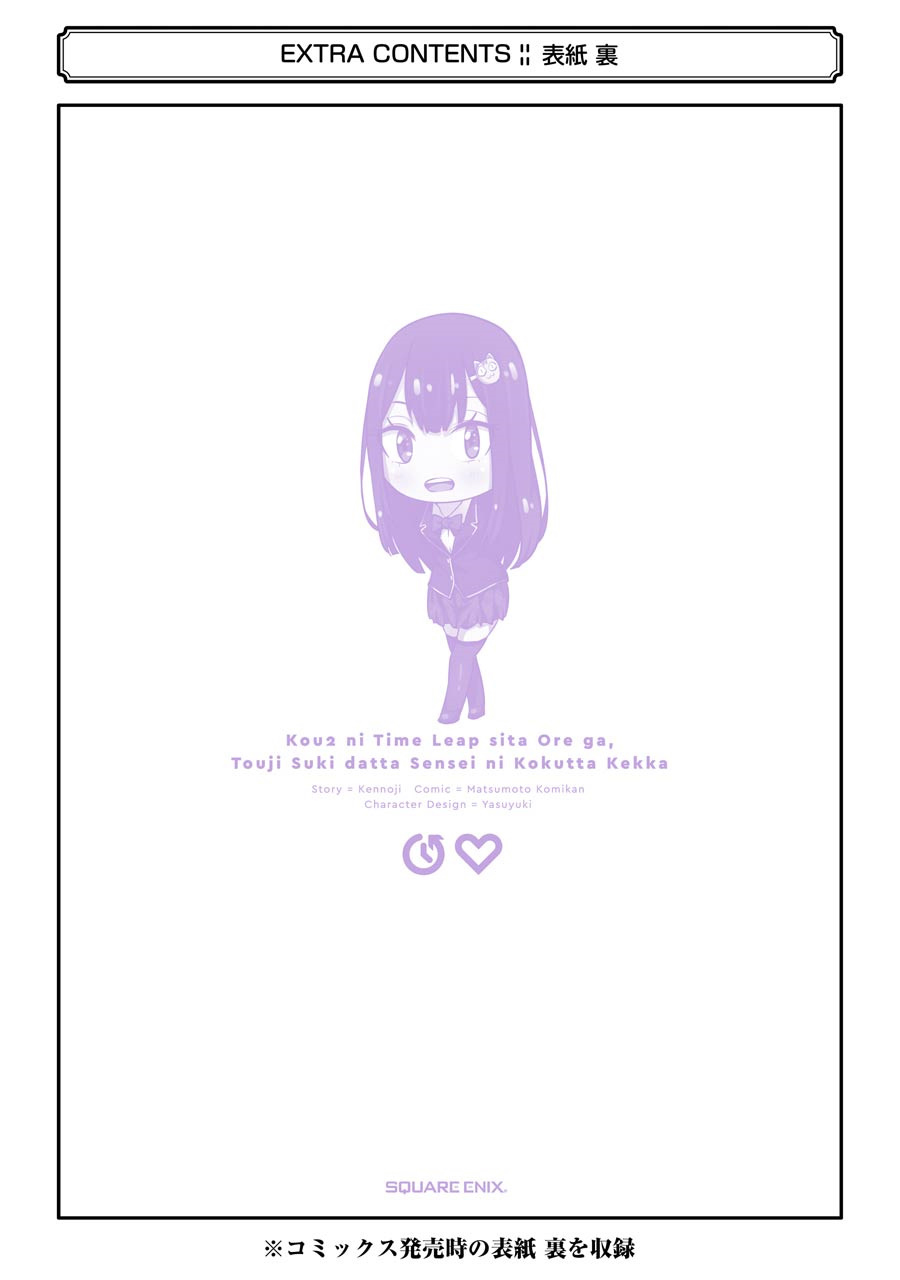 EXTRA CONTENTS ¦¦ 表紙 裏
Kou2 ni Time Leap sita Ore ga,
Touji Suki datta Sensei ni Kokutta Kekka
Story = Kennoji Comic = Matsumoto Komikan
Character Design = Yasuyuki
SQUARE ENIX.
※コミックス発売時の表紙 裏を収録